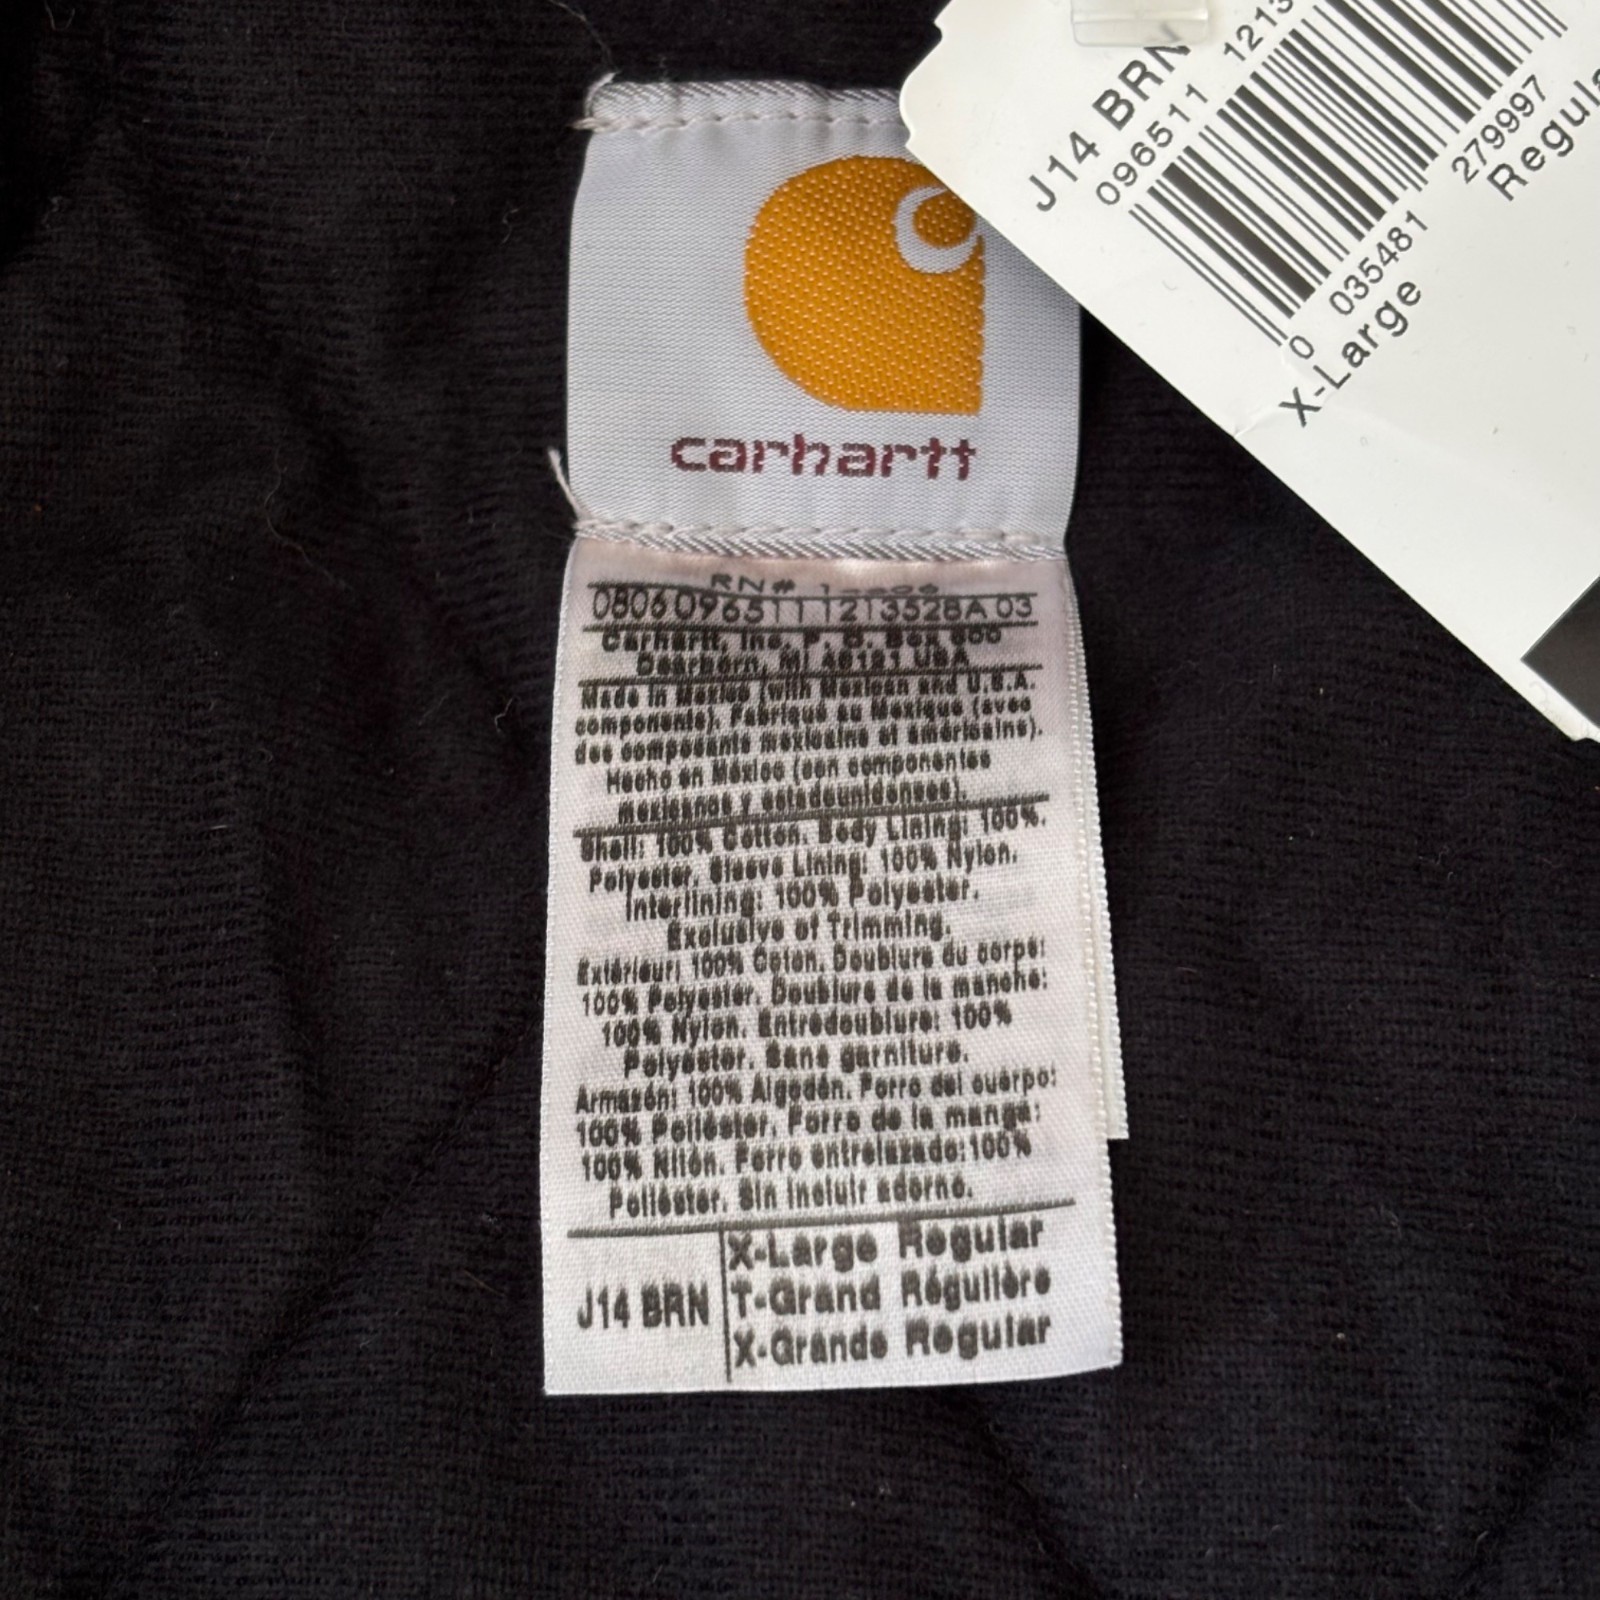 J14 BRN
096511 1213
0 035481 279997
X-Large Regula
carhartt
RN#
080609651111213528A 03
Carhartt, Inc. P. O. Box 600
Dearborn, MI 48121 USA
Made in Mexico (with Mexican and U.S.A.
components). Fabriqué au Mexique (avec
des composants mexicains et américains).
Hecho en México (con componentes
mexicanos y estadounidenses).
Shell: 100% Cotton. Body Lining: 100%.
Polyester. Sleeve Lining: 100% Nylon.
Interlining: 100% Polyester.
Exclusive of Trimming.
Extérieur: 100% Coton. Doublure du corps:
100% Polyester. Doublure de la manche:
100% Nylon. Entredoublure: 100%
Polyester. Sans garniture.
Armazón: 100% Algodón. Forro del cuerpo:
100% Poliéster. Forro de la manga:
100% Nilón. Forro entrelazado:100%
Poliéster. Sin incluir adorno.
J14 BRN
X-Large Regular
T-Grand Régulière
X-Grande Regular